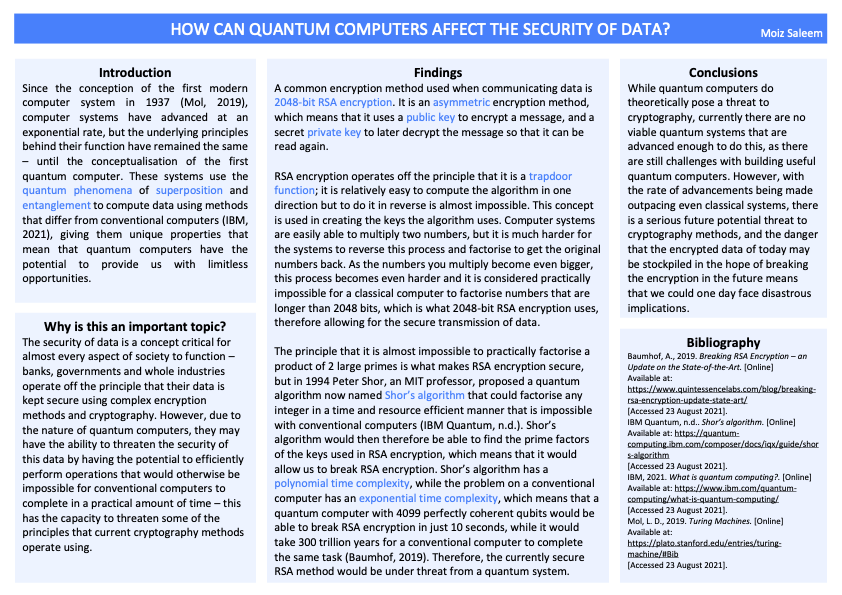 HOW CAN QUANTUM COMPUTERS AFFECT THE SECURITY OF DATA?
Moiz Saleem
Introduction
Since the conception of the first modern
computer system in 1937 (Mol, 2019),
computer systems have advanced at an
exponential rate, but the underlying principles
behind their function have remained the same
– until the conceptualisation of the first
quantum computer. These systems use the
quantum phenomena of superposition and
entanglement to compute data using methods
that differ from conventional computers (IBM,
2021), giving them unique properties that
mean that quantum computers have the
potential to provide us with limitless
opportunities.
Why is this an important topic?
The security of data is a concept critical for
almost every aspect of society to function –
banks, governments and whole industries
operate off the principle that their data is
kept secure using complex encryption
methods and cryptography. However, due to
the nature of quantum computers, they may
have the ability to threaten the security of
this data by having the potential to efficiently
perform operations that would otherwise be
impossible for conventional computers to
complete in a practical amount of time – this
has the capacity to threaten some of the
principles that current cryptography methods
operate using.
Findings
A common encryption method used when communicating data is
2048-bit RSA encryption. It is an asymmetric encryption method,
which means that it uses a public key to encrypt a message, and a
secret private key to later decrypt the message so that it can be
read again.
RSA encryption operates off the principle that it is a trapdoor
function; it is relatively easy to compute the algorithm in one
direction but to do it in reverse is almost impossible. This concept
is used in creating the keys the algorithm uses. Computer systems
are easily able to multiply two numbers, but it is much harder for
the systems to reverse this process and factorise to get the original
numbers back. As the numbers you multiply become even bigger,
this process becomes even harder and it is considered practically
impossible for a classical computer to factorise numbers that are
longer than 2048 bits, which is what 2048-bit RSA encryption uses,
therefore allowing for the secure transmission of data.
The principle that it is almost impossible to practically factorise a
product of 2 large primes is what makes RSA encryption secure,
but in 1994 Peter Shor, an MIT professor, proposed a quantum
algorithm now named Shor's algorithm that could factorise any
integer in a time and resource efficient manner that is impossible
with conventional computers (IBM Quantum, n.d.). Shor's
algorithm would then therefore be able to find the prime factors
of the keys used in RSA encryption, which means that it would
allow us to break RSA encryption. Shor's algorithm has a
polynomial time complexity, while the problem on a conventional
computer has an exponential time complexity, which means that a
quantum computer with 4099 perfectly coherent qubits would be
able to break RSA encryption in just 10 seconds, while it would
take 300 trillion years for a conventional computer to complete
the same task (Baumhof, 2019). Therefore, the currently secure
RSA method would be under threat from a quantum system.
Conclusions
While quantum computers do
theoretically pose a threat to
cryptography, currently there are no
viable quantum systems that are
advanced enough to do this, as there
are still challenges with building useful
quantum computers. However, with
the rate of advancements being made
outpacing even classical systems, there
is a serious future potential threat to
cryptography methods, and the danger
that the encrypted data of today may
be stockpiled in the hope of breaking
the encryption in the future means
that we could one day face disastrous
implications.
Bibliography
Baumhof, A., 2019. Breaking RSA Encryption – an
Update on the State-of-the-Art. [Online]
Available at:
https://www.quintessencelabs.com/blog/breaking-
rsa-encryption-update-state-art/
[Accessed 23 August 2021].
IBM Quantum, n.d.. Shor's algorithm. [Online]
Available at: https://quantum-
computing.ibm.com/composer/docs/iqx/guide/shor
s-algorithm
[Accessed 23 August 2021].
IBM, 2021. What is quantum computing?. [Online]
Available at: https://www.ibm.com/quantum-
computing/what-is-quantum-computing/
[Accessed 23 August 2021].
Mol, L. D., 2019. Turing Machines. [Online]
Available at:
https://plato.stanford.edu/entries/turing-
machine/#Bib
[Accessed 23 August 2021].